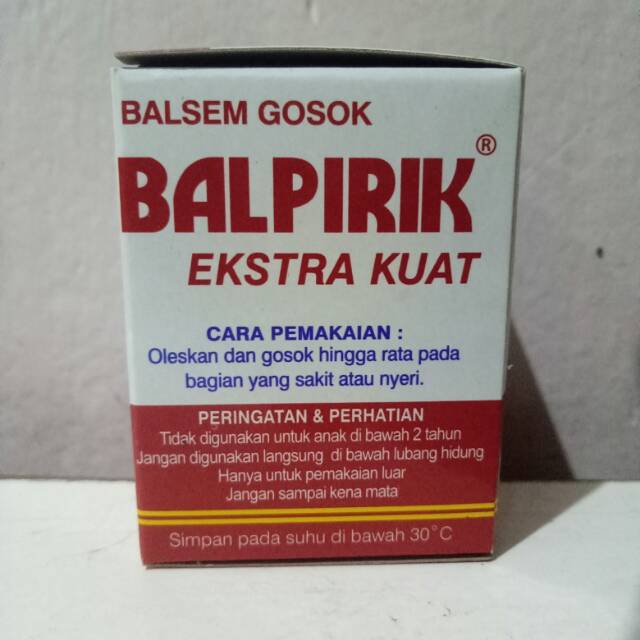 BALSEM GOSOK
BALPIRIK®
EKSTRA KUAT
CARA PEMAKAIAN :
Oleskan dan gosok hingga rata pada
bagian yang sakit atau nyeri.
PERINGATAN & PERHATIAN
Tidak digunakan untuk anak di bawah 2 tahun
Jangan digunakan langsung di bawah lubang hidung
Hanya untuk pemakaian luar
Jangan sampai kena mata
Simpan pada suhu di bawah 30°C